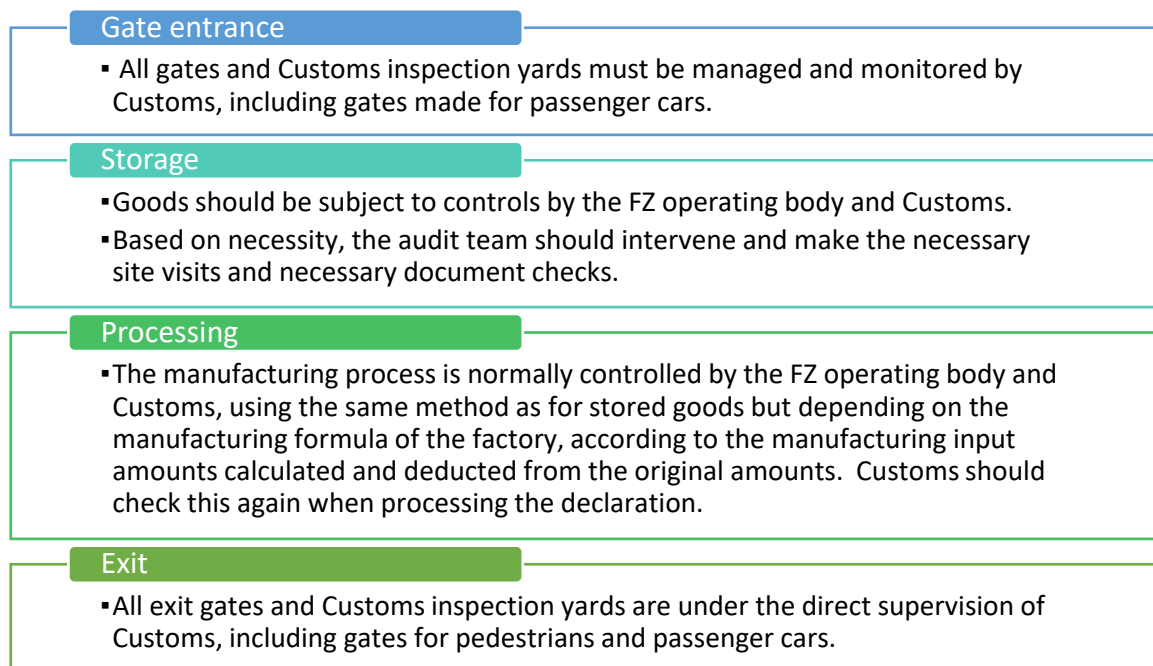 Gate entrance
▪ All gates and Customs inspection yards must be managed and monitored by
Customs, including gates made for passenger cars.
Storage
▪Goods should be subject to controls by the FZ operating body and Customs.
▪Based on necessity, the audit team should intervene and make the necessary
site visits and necessary document checks.
Processing
▪The manufacturing process is normally controlled by the FZ operating body and
Customs, using the same method as for stored goods but depending on the
manufacturing formula of the factory, according to the manufacturing input
amounts calculated and deducted from the original amounts.  Customs should
check this again when processing the declaration.
Exit
▪All exit gates and Customs inspection yards are under the direct supervision of
Customs, including gates for pedestrians and passenger cars.